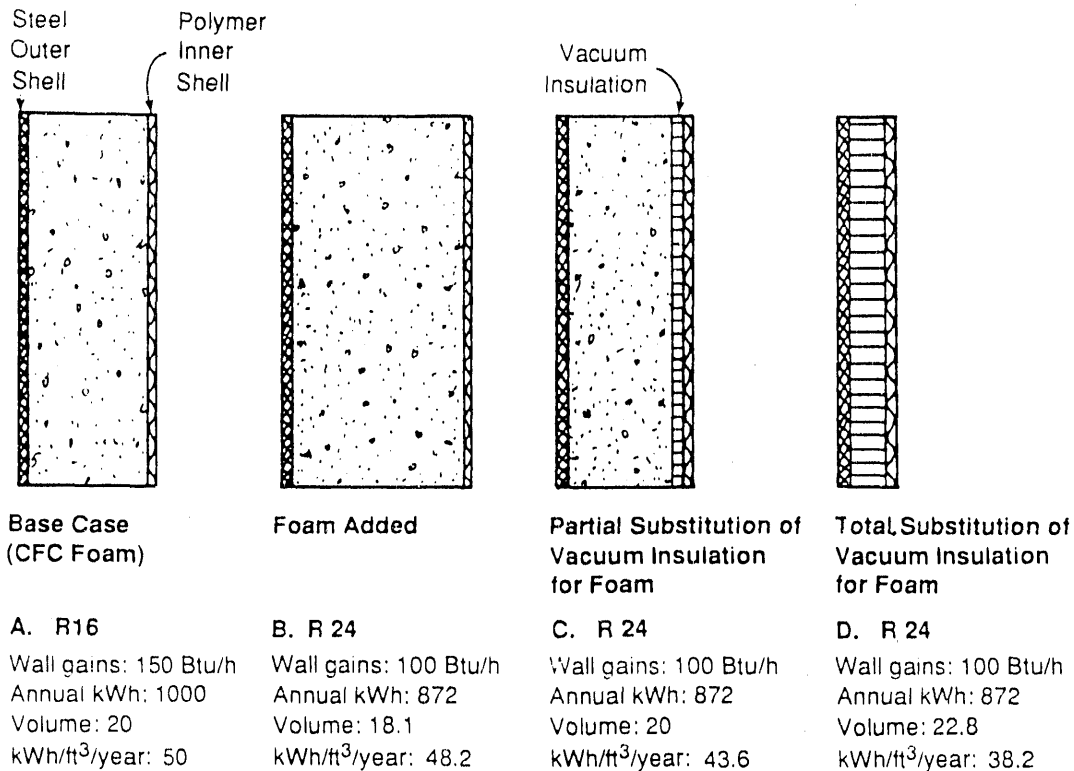 Steel
Outer
Shell
Polymer
Inner
Shell
Vacuum
Insulation
Base Case
(CFC Foam)
Foam Added
Partial Substitution of
Vacuum Insulation
for Foam
Total Substitution of
Vacuum Insulation
for Foam
A. R16
Wall gains: 150 Btu/h
Annual kWh: 1000
Volume: 20
kWh/ft³/year: 50
B. R 24
Wall gains: 100 Btu/h
Annual kWh: 872
Volume: 18.1
kWh/ft³/year: 48.2
C. R 24
Wall gains: 100 Btu/h
Annual kWh: 872
Volume: 20
kWh/ft³/year: 43.6
D. R 24
Wall gains: 100 Btu/h
Annual kWh: 872
Volume: 22.8
kWh/ft³/year: 38.2